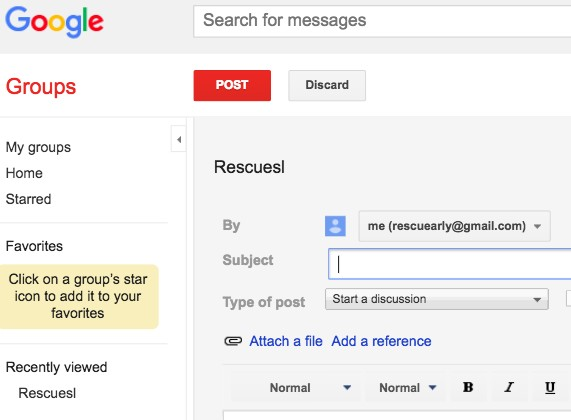 Google
Search for messages
Groups
POST
Discard
My groups
Home
Starred
Favorites
Click on a group's star
icon to add it to your
favorites
Recently viewed
Rescuesl
Rescuesl
By
me (rescuearly@gmail.com)
Subject
Type of post
Start a discussion
Attach a file
Add a reference
Normal
Normal
B
I
U